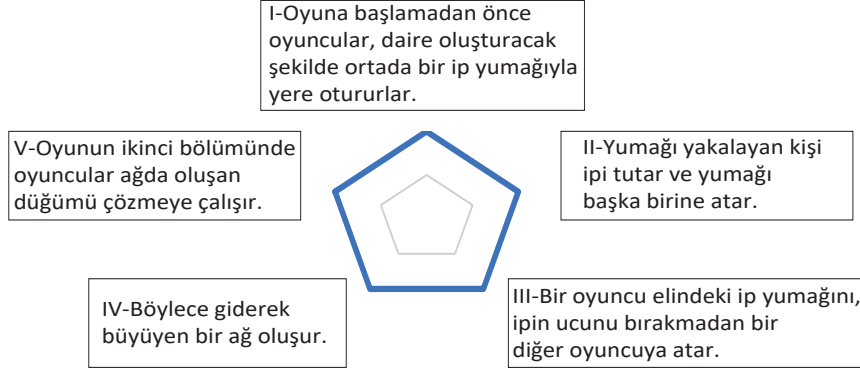 I-Oyuna başlamadan önce
oyuncular, daire oluşturacak
şekilde ortada bir ip yumağıyla
yere otururlar.
II-Yumağı yakalayan kişi
ipi tutar ve yumağı
başka birine atar.
III-Bir oyuncu elindeki ip yumağını,
ipin ucunu bırakmadan bir
diğer oyuncuya atar.
IV-Böylece giderek
büyüyen bir ağ oluşur.
V-Oyunun ikinci bölümünde
oyuncular ağda oluşan
düğümü çözmeye çalışır.